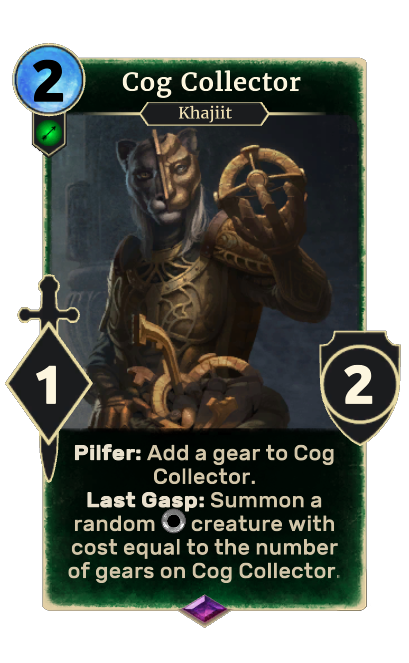 2
Cog Collector
Khajiit
1
2
Pilfer: Add a gear to Cog
Collector.
Last Gasp: Summon a
random creature with
cost equal to the number
of gears on Cog Collector.